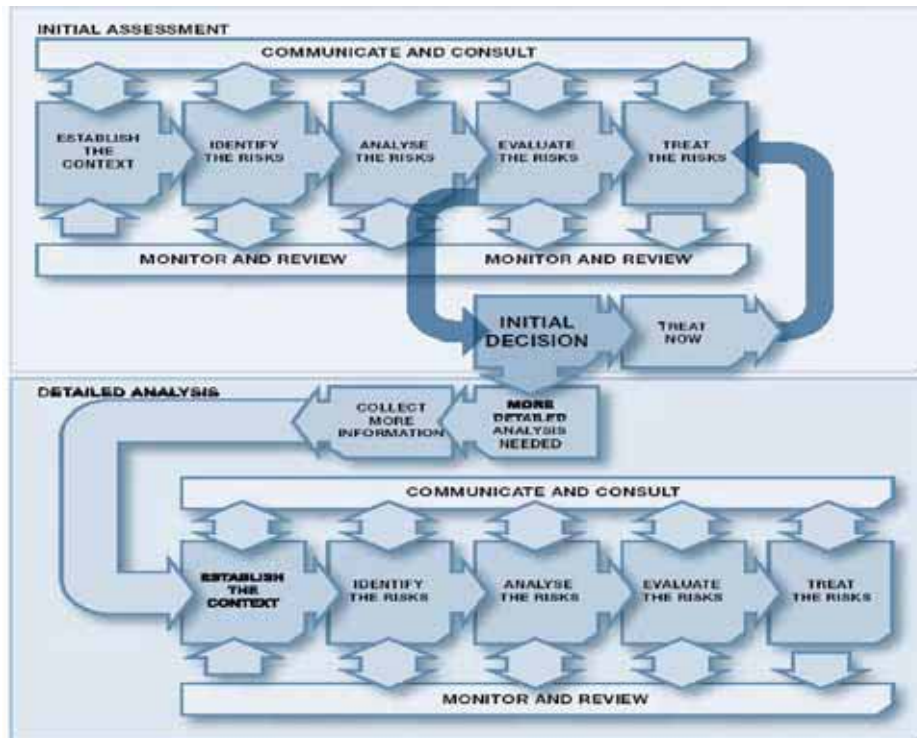 INITIAL ASSESSMENT
COMMUNICATE AND CONSULT
ESTABLISH
THE
CONTEXT
IDENTIFY
THE RISKS
ANALYSE
THE RISKS
EVALUATE
THE RISKS
TREAT
THE RISKS
MONITOR AND REVIEW
MONITOR AND REVIEW
INITIAL
DECISION
TREAT
NOW
DETAILED ANALYSIS
COLLECT
MORE
INFORMATION
MORE
DETAILED
ANALYSIS
NEEDED
COMMUNICATE AND CONSULT
ESTABLISH
THE
CONTEXT
IDENTIFY
THE RISKS
ANALYSE
THE RISKS
EVALUATE
THE RISKS
TREAT
THE RISKS
MONITOR AND REVIEW